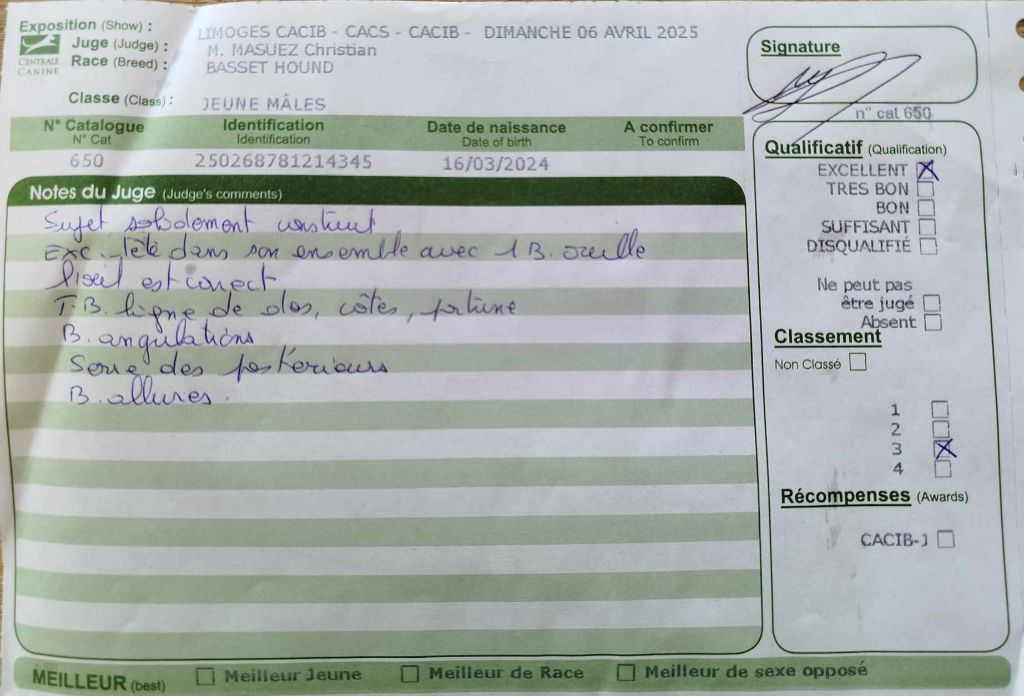 Exposition (Show) : LIMOGES CACIB - CACS - CACIB - DIMANCHE 06 AVRIL 2025
Juge (Judge) : M. MASUEZ Christian
Race (Breed) : BASSET HOUND
CENTRALE CANINE
Classe (Class) : JEUNE MÂLES
N° Catalogue Identification Date de naissance A confirmer
N° Cat Identification Date of birth To confirm
650 250268781214345 16/03/2024
Notes du Juge (Judge's comments)
Sujet solidement construit
Exc. tête dans son ensemble avec 1 B. oreille
est correct
T.B. ligne de dos, côtes, poitrine
B. angulations
Serre des postérieurs
B. allures.
Signature
n° cat 650
Qualificatif (Qualification)
EXCELLENT
TRES BON
BON
SUFFISANT
DISQUALIFIÉ
Ne peut pas
être jugé
Absent
Classement
Non Classé
1
2
3
4
Récompenses (Awards)
CACIB-J
MEILLEUR (best) Meilleur Jeune Meilleur de Race Meilleur de sexe opposé